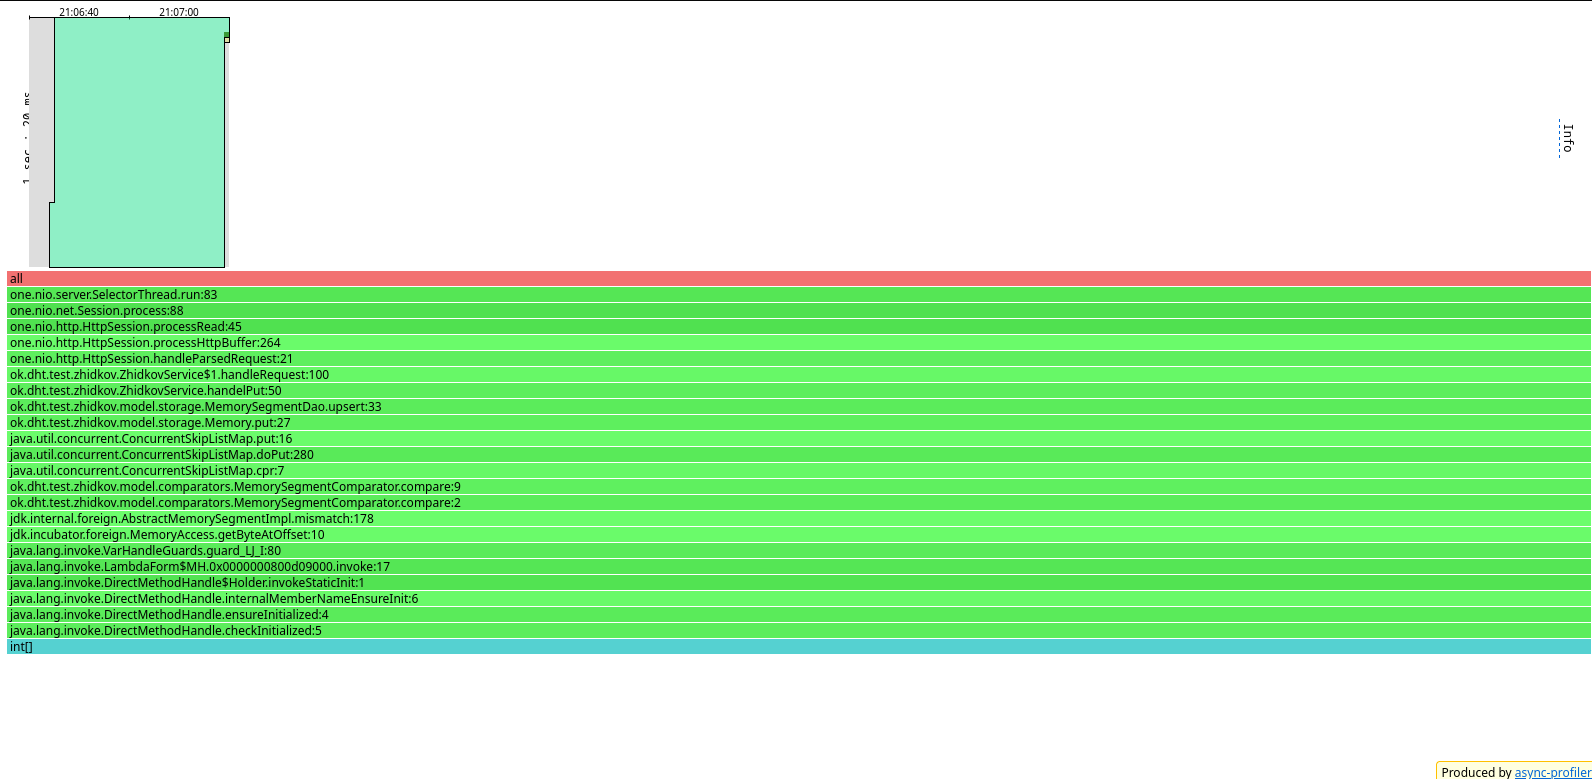 21:06:40 21:07:00
1 sec : 20 ms
Info
all
one.nio.server.SelectorThread.run:83
one.nio.net.Session.process:88
one.nio.http.HttpSession.processRead:45
one.nio.http.HttpSession.processHttpBuffer:264
one.nio.http.HttpSession.handleParsedRequest:21
ok.dht.test.zhidkov.ZhidkovService$1.handleRequest:100
ok.dht.test.zhidkov.ZhidkovService.handelPut:50
ok.dht.test.zhidkov.model.storage.MemorySegmentDao.upsert:33
ok.dht.test.zhidkov.model.storage.Memory.put:27
java.util.concurrent.ConcurrentSkipListMap.put:16
java.util.concurrent.ConcurrentSkipListMap.doPut:280
java.util.concurrent.ConcurrentSkipListMap.cpr:7
ok.dht.test.zhidkov.model.comparators.MemorySegmentComparator.compare:9
ok.dht.test.zhidkov.model.comparators.MemorySegmentComparator.compare:2
jdk.internal.foreign.AbstractMemorySegmentImpl.mismatch:178
jdk.incubator.foreign.MemoryAccess.getByteAtOffset:10
java.lang.invoke.VarHandleGuards.guard_LJ_I:80
java.lang.invoke.LambdaForm$MH.0x0000000800d09000.invoke:17
java.lang.invoke.DirectMethodHandle$Holder.invokeStaticInit:1
java.lang.invoke.DirectMethodHandle.internalMemberNameEnsureInit:6
java.lang.invoke.DirectMethodHandle.ensureInitialized:4
java.lang.invoke.DirectMethodHandle.checkInitialized:5
int[]
Produced by async-profiler